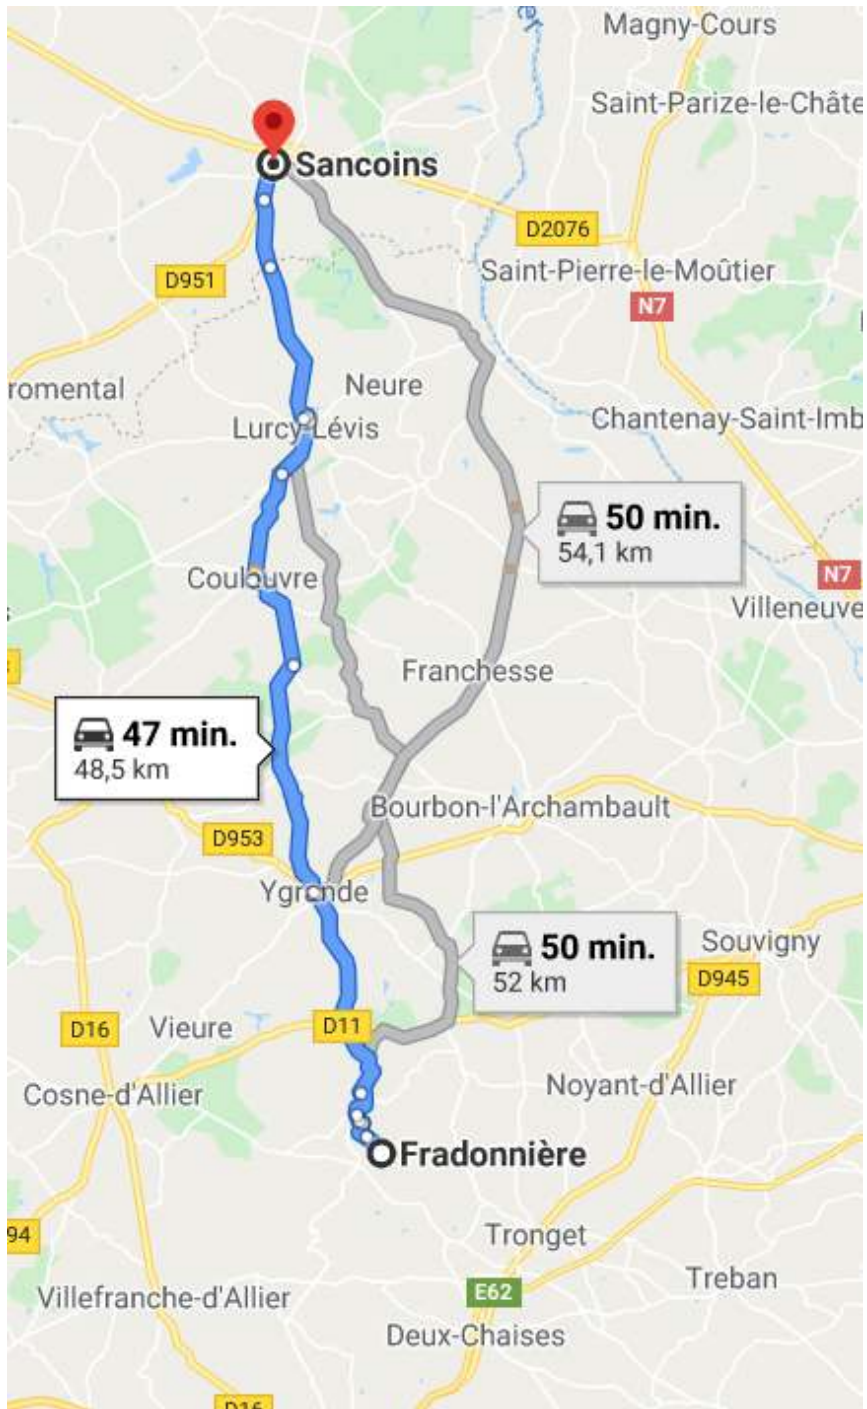 Magny-Cours
Saint-Parize-le-Châte
Sancoins
D2076
D951
Saint-Pierre-le-Moûtier
N7
Neure
romental
Lurcy-Lévis
Chantenay-Saint-Imb
50 min.
54,1 km
Couleuvre
N7
Villeneuve
Franchesse
47 min.
48,5 km
Bourbon-l'Archambault
D953
Ygrande
50 min.
52 km
Souvigny
D945
D16
Vieure
D11
Noyant-d'Allier
Cosne-d'Allier
Fradonnière
94
Tronget
Treban
E62
Villefranche-d'Allier
Deux-Chaises
D16